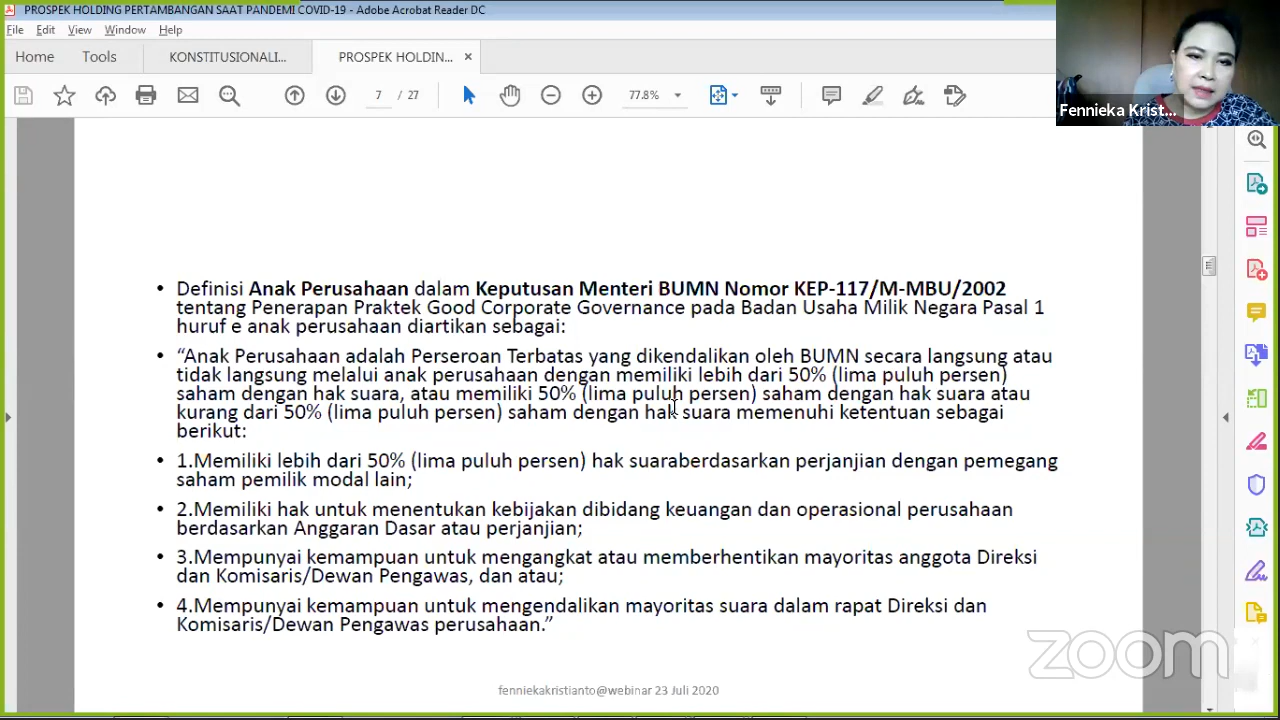 PROSPEK HOLDING PERTAMBANGAN SAAT PANDEMI COVID-19 - Adobe Acrobat Reader DC
File Edit View Window Help
Home Tools KONSTITUSIONALI... PROSPEK HOLDIN... ×
7 / 27 77.8%
Fennieka Krist...
• Definisi Anak Perusahaan dalam Keputusan Menteri BUMN Nomor KEP-117/M-MBU/2002
tentang Penerapan Praktek Good Corporate Governance pada Badan Usaha Milik Negara Pasal 1
huruf e anak perusahaan diartikan sebagai:
• “Anak Perusahaan adalah Perseroan Terbatas yang dikendalikan oleh BUMN secara langsung atau
tidak langsung melalui anak perusahaan dengan memiliki lebih dari 50% (lima puluh persen)
saham dengan hak suara, atau memiliki 50% (lima puluh persen) saham dengan hak suara atau
kurang dari 50% (lima puluh persen) saham dengan hak suara memenuhi ketentuan sebagai
berikut:
• 1.Memiliki lebih dari 50% (lima puluh persen) hak suaraberdasarkan perjanjian dengan pemegang
saham pemilik modal lain;
• 2.Memiliki hak untuk menentukan kebijakan dibidang keuangan dan operasional perusahaan
berdasarkan Anggaran Dasar atau perjanjian;
• 3.Mempunyai kemampuan untuk mengangkat atau memberhentikan mayoritas anggota Direksi
dan Komisaris/Dewan Pengawas, dan atau;
• 4.Mempunyai kemampuan untuk mengendalikan mayoritas suara dalam rapat Direksi dan
Komisaris/Dewan Pengawas perusahaan.”
zoom
fenniekakristianto@webinar 23 Juli 2020